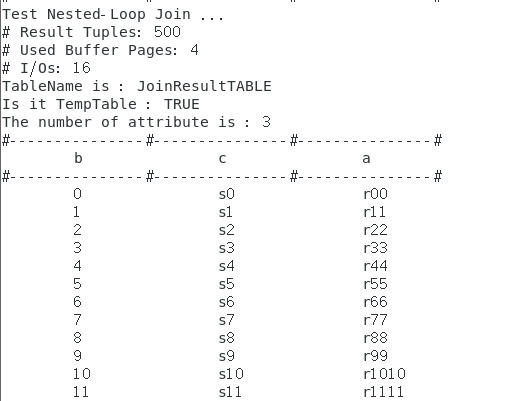 Test Nested-Loop Join ...
# Result Tuples: 500
# Used Buffer Pages: 4
# I/Os: 16
TableName is : JoinResultTABLE
Is it TempTable : TRUE
The number of attribute is : 3
#---------------#---------------#---------------#
b c a
#---------------#---------------#---------------#
0 s0 r00
1 s1 r11
2 s2 r22
3 s3 r33
4 s4 r44
5 s5 r55
6 s6 r66
7 s7 r77
8 s8 r88
9 s9 r99
10 s10 r1010
11 s11 r1111